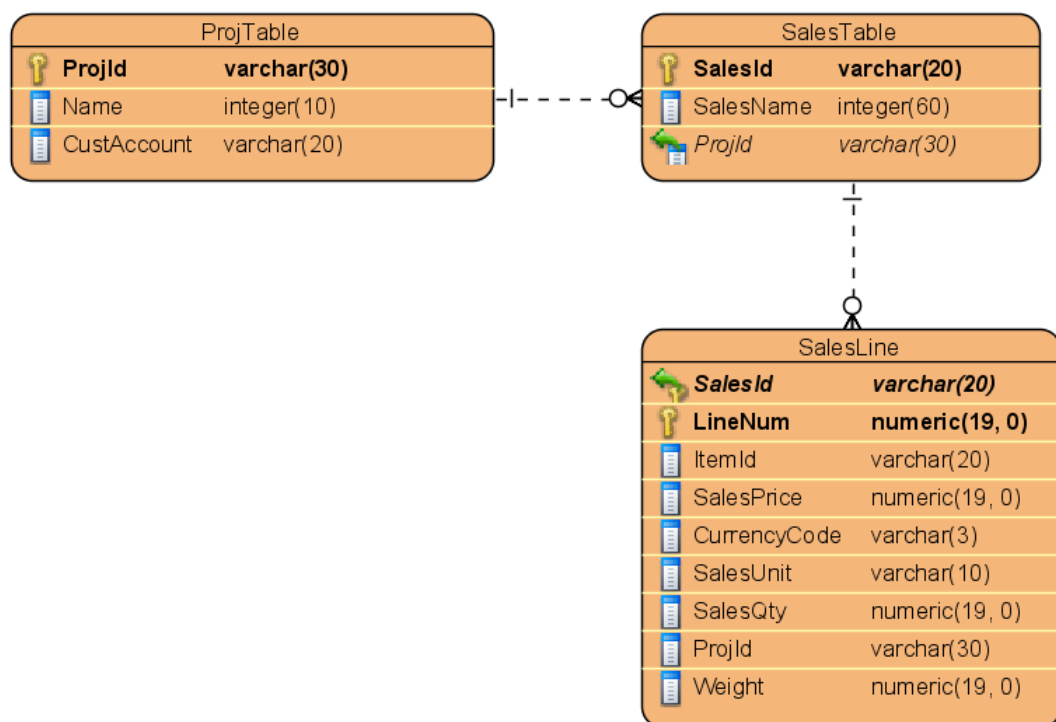 ProjTable
ProjId varchar(30)
Name integer(10)
CustAccount varchar(20)
SalesTable
SalesId varchar(20)
SalesName integer(60)
ProjId varchar(30)
SalesLine
SalesId varchar(20)
LineNum numeric(19, 0)
ItemId varchar(20)
SalesPrice numeric(19, 0)
CurrencyCode varchar(3)
SalesUnit varchar(10)
SalesQty numeric(19, 0)
ProjId varchar(30)
Weight numeric(19, 0)